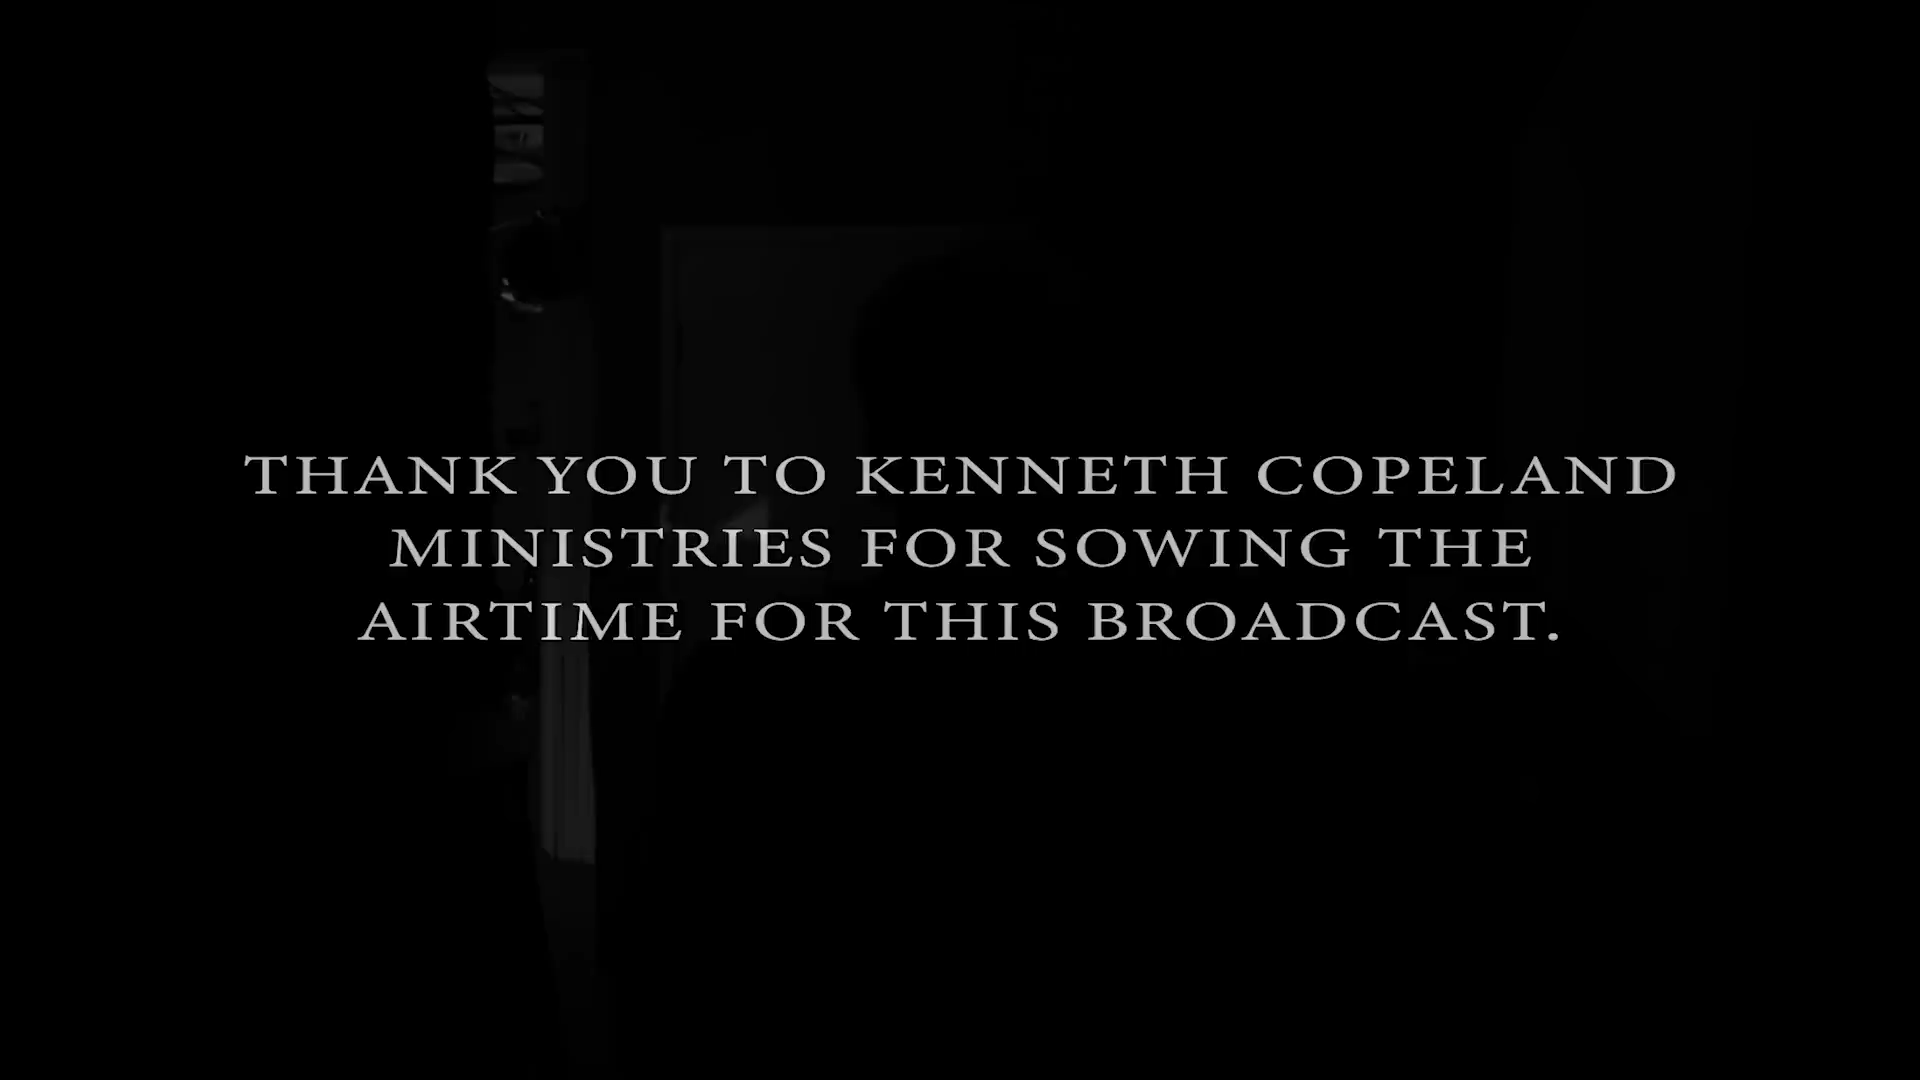 THANK YOU TO KENNETH COPELAND
MINISTRIES FOR SOWING THE
AIRTIME FOR THIS BROADCAST.